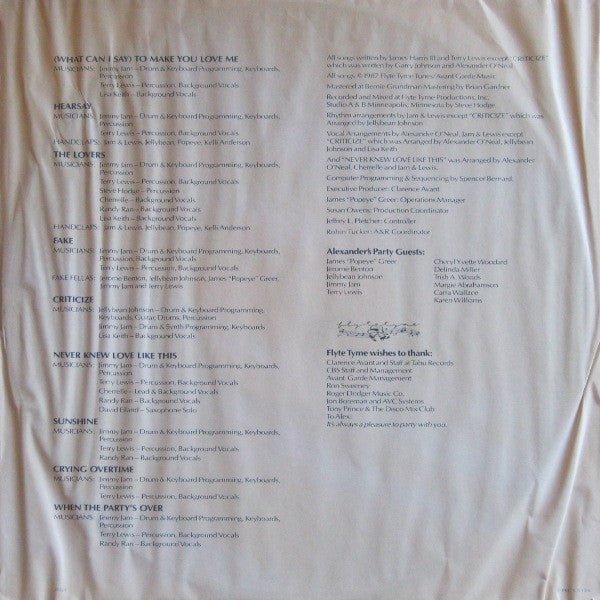 (WHAT CAN I SAY) TO MAKE YOU LOVE ME
MUSICIANS: Jimmy Jam – Drum & Keyboard Programming, Keyboards,
Percussion
Terry Lewis – Percussion, Background Vocals
Lisa Keith – Background Vocals
HEARSAY
MUSICIANS: Jimmy Jam – Drum & Keyboard Programming, Keyboards,
Percussion
Terry Lewis – Percussion, Background Vocals
HANDCLAPS: Jam & Lewis, Jellybean, Popeye, Kelli Anderson
THE LOVERS
MUSICIANS: Jimmy Jam – Drum & Keyboard Programming, Keyboards,
Percussion
Terry Lewis – Percussion, Background Vocals
Steve Hodge – Percussion
Cherrelle – Background Vocals
Randy Ran – Background Vocals
Lisa Keith – Background Vocals
HANDCLAPS: Jam & Lewis, Jellybean, Popeye, Kelli Anderson
FAKE
MUSICIANS: Jimmy Jam – Drum & Keyboard Programming, Keyboards,
Percussion
Terry Lewis – Percussion, Background Vocals
FAKE FELLAS: Jerome Benton, Jellybean Johnson, James "Popeye" Greer,
Jimmy Jam and Terry Lewis
CRITICIZE
MUSICIANS: Jellybean Johnson – Drum & Keyboard Programming,
Keyboards, Guitar, Drums, Percussion
Jimmy Jam – Drum & Synth Programming, Keyboards
Lisa Keith – Background Vocals
NEVER KNEW LOVE LIKE THIS
MUSICIANS: Jimmy Jam – Drum & Keyboard Programming, Keyboards,
Percussion
Terry Lewis – Percussion, Background Vocals
Cherrelle – Lead & Background Vocals
Randy Ran – Background Vocals
David Eiland – Saxophone Solo
SUNSHINE
MUSICIANS: Jimmy Jam – Drum & Keyboard Programming, Keyboards,
Percussion
Terry Lewis – Percussion, Background Vocals
Randy Ran – Background Vocals
CRYING OVERTIME
MUSICIANS: Jimmy Jam – Drum & Keyboard Programming, Keyboards,
Percussion
Terry Lewis – Percussion, Background Vocals
WHEN THE PARTY'S OVER
MUSICIANS: Jimmy Jam – Drum & Keyboard Programming, Keyboards,
Percussion
Terry Lewis – Percussion, Background Vocals
Randy Ran – Background Vocals
All songs written by James Harris III and Terry Lewis except "CRITICIZE"
which was written by Garry Johnson and Alexander O'Neal.
All songs © 1987 Flyte Tyme Tunes/Avant Garde Music
Mastered at Bernie Grundman Mastering by Brian Gardner
Recorded and Mixed at Flyte Tyme Productions, Inc.
Studio A & B Minneapolis, Minnesota by Steve Hodge
Rhythm arrangements by Jam & Lewis except "CRITICIZE" which was
Arranged by Jellybean Johnson
Vocal Arrangements by Alexander O'Neal, Jam & Lewis except
"CRITICIZE" which was arranged by Alexander O'Neal, Jellybean
Johnson and Lisa Keith
And "NEVER KNEW LOVE LIKE THIS" was Arranged by Alexander
O'Neal, Cherrelle and Jam & Lewis.
Computer Programming & Sequencing by Spencer Bernard.
Executive Producer: Clarence Avant
James "Popeye" Greer: Operations Manager
Susan Owens: Production Coordinator
Jeffrey L. Pletcher: Controller
Robin Tucker: A&R Coordinator
Alexander's Party Guests:
James "Popeye" Greer
Jerome Benton
Jellybean Johnson
Jimmy Jam
Terry Lewis
Cheryl Yvette Woodard
Delinda Miller
Trish A. Woods
Margie Abrahamson
Carra Wallace
Karen Williams
flyte tyme
Flyte Tyme wishes to thank:
Clarence Avant and Staff at Tabu Records
CBS Staff and Management
Avant Garde Management
Ron Sweeney
Roger Dredger Music Co.
Jon Boreman and AVC Systems
Tony Prince & The Disco Mix Club
To Alex,
It's always a pleasure to party with you.